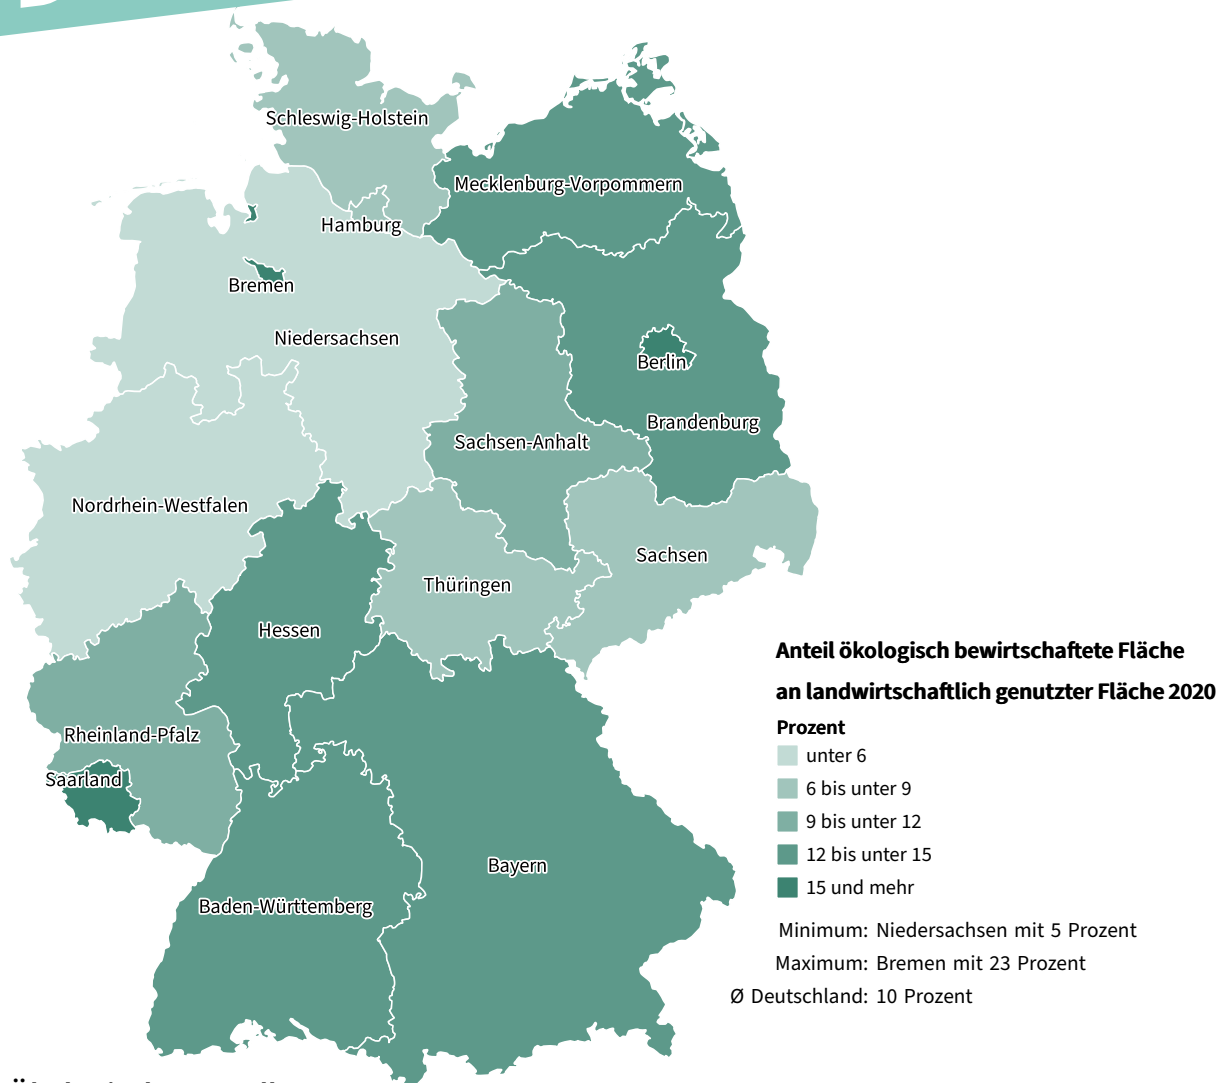 Schleswig-Holstein
Mecklenburg-Vorpommern
Hamburg
Bremen
Niedersachsen
Berlin
Brandenburg
Sachsen-Anhalt
Nordrhein-Westfalen
Sachsen
Thüringen
Hessen
Rheinland-Pfalz
Saarland
Bayern
Baden-Württemberg
Anteil ökologisch bewirtschaftete Fläche
an landwirtschaftlich genutzter Fläche 2020
Prozent
unter 6
6 bis unter 9
9 bis unter 12
12 bis unter 15
15 und mehr
Minimum: Niedersachsen mit 5 Prozent
Maximum: Bremen mit 23 Prozent
Ø Deutschland: 10 Prozent